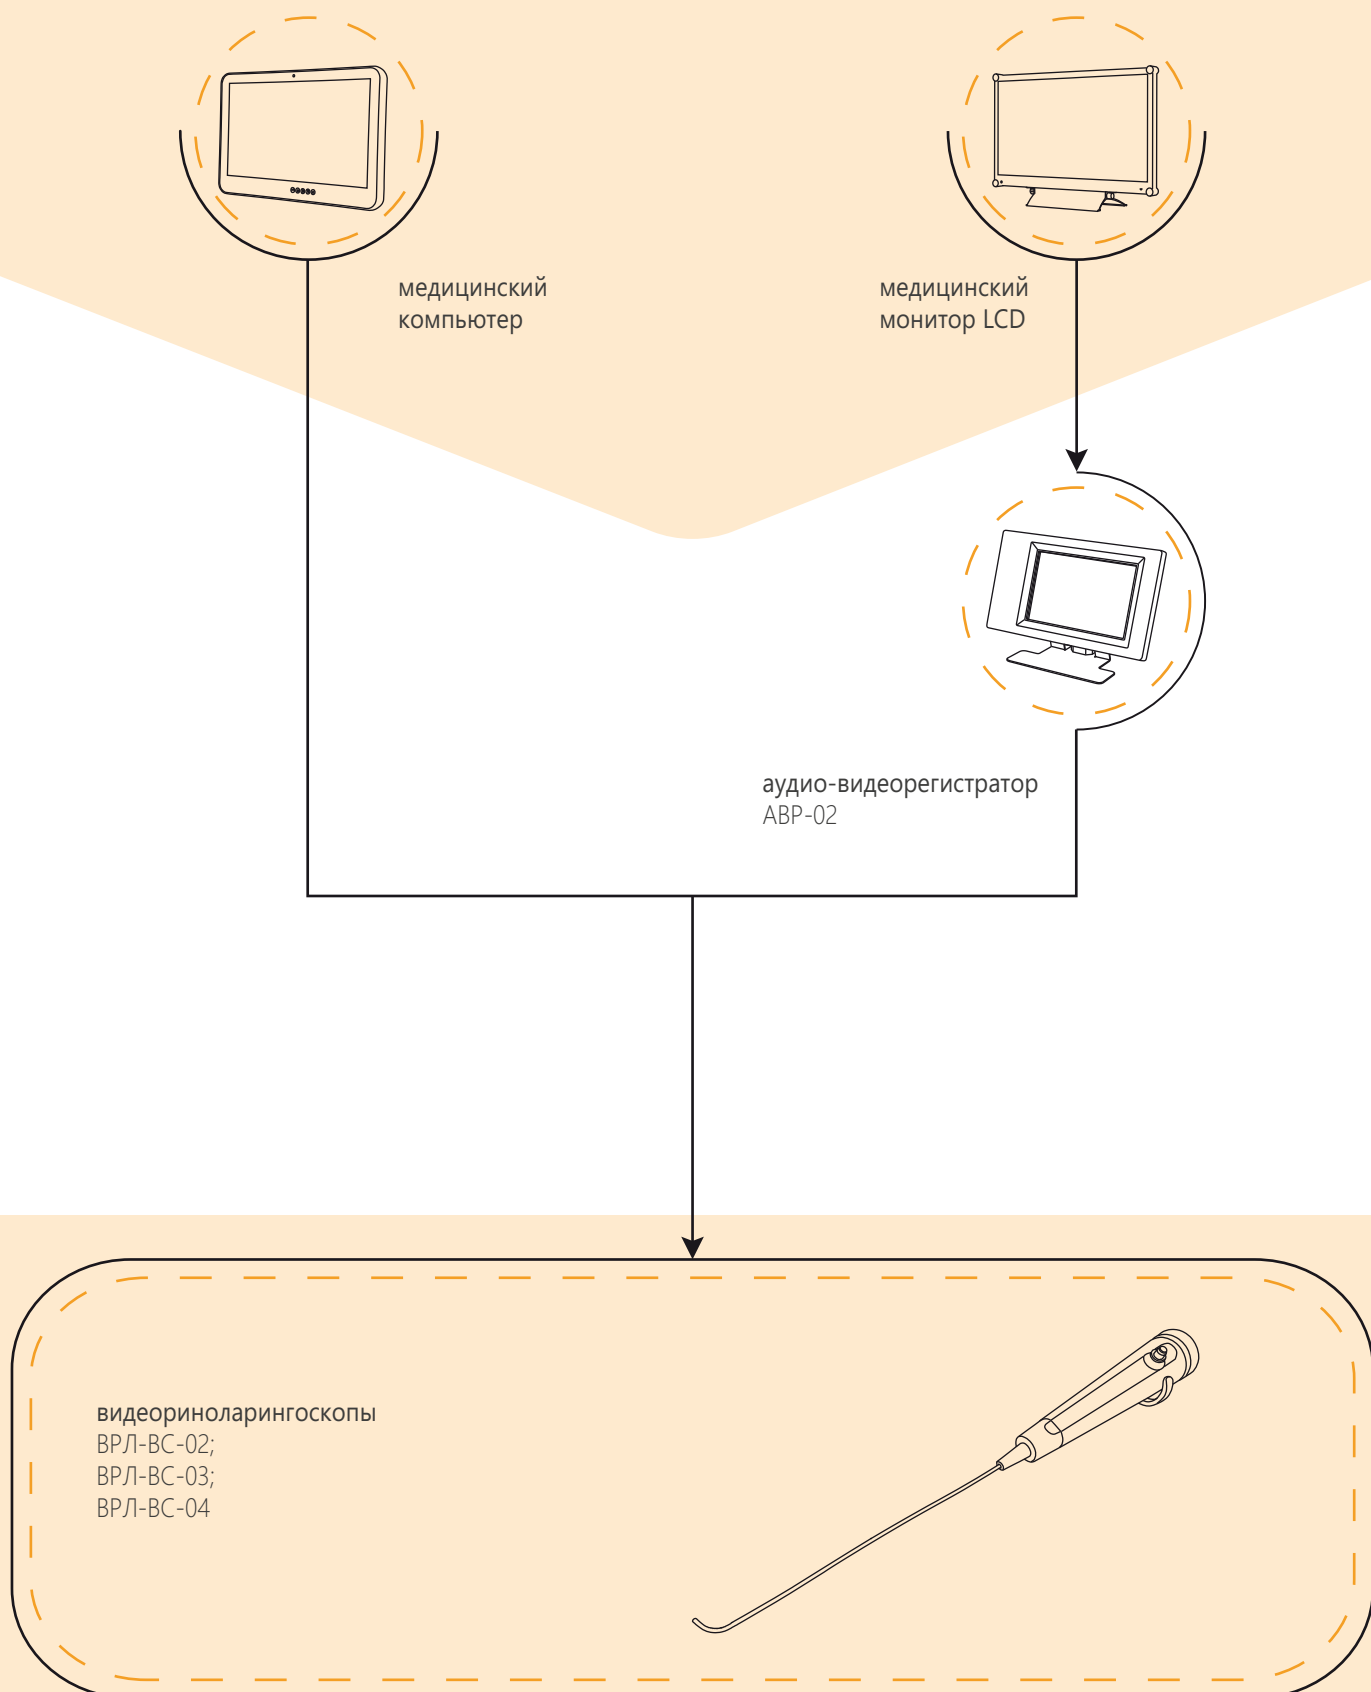 медицинский
компьютер
медицинский
монитор LCD
аудио-видеорегистратор
АВР-02
видеориноларингоскопы
ВРЛ-ВС-02;
ВРЛ-ВС-03;
ВРЛ-ВС-04